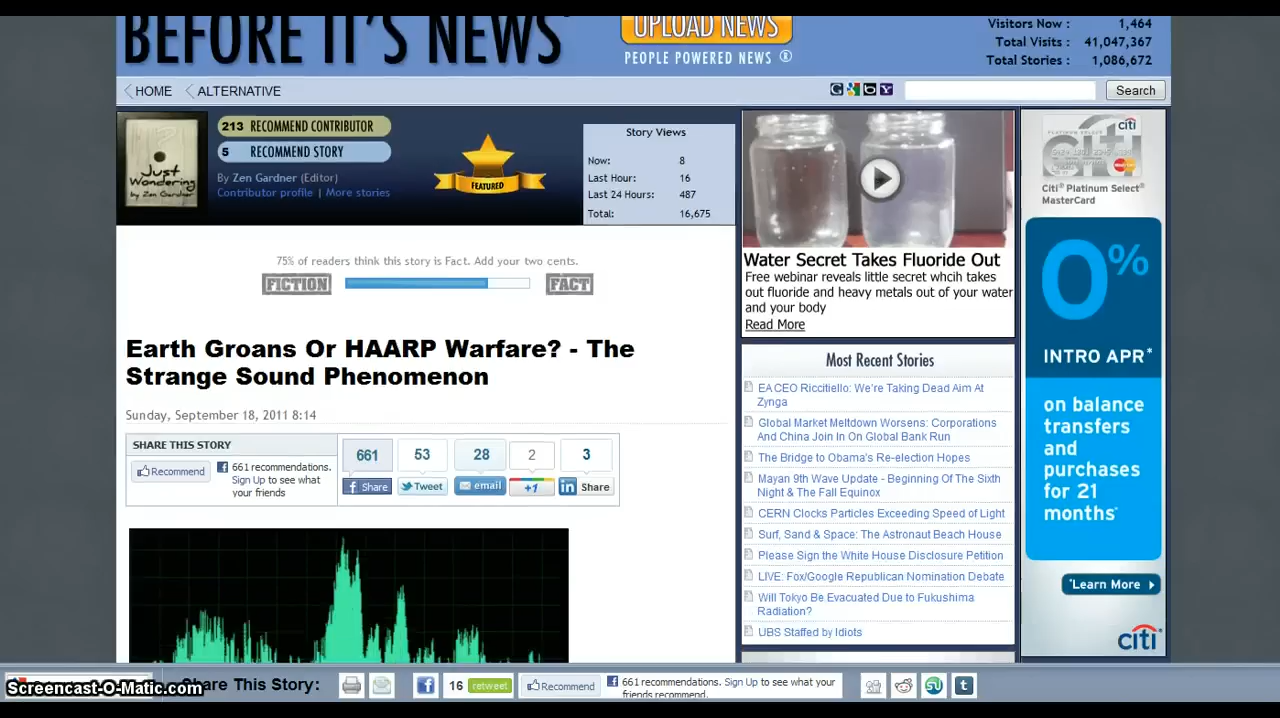 BEFORE IT'S NEWS
UPLOAD NEWS
PEOPLE POWERED NEWS ®
Visitors Now : 1,464
Total Visits : 41,047,367
Total Stories : 1,086,672
HOME
ALTERNATIVE
Search
Just
Wondering
by Zen Gardner
213 RECOMMEND CONTRIBUTOR
5 RECOMMEND STORY
By Zen Gardner (Editor)
Contributor profile | More stories
FEATURED
Story Views
Now: 8
Last Hour: 16
Last 24 Hours: 487
Total: 16,675
75% of readers think this story is Fact. Add your two cents.
FICTION
FACT
Earth Groans Or HAARP Warfare? - The
Strange Sound Phenomenon
Sunday, September 18, 2011 8:14
SHARE THIS STORY
Recommend
661 recommendations.
Sign Up to see what
your friends
661
53
28
2
3
Share
Tweet
email
+1
Share
Water Secret Takes Fluoride Out
Free webinar reveals little secret whcih takes
out fluoride and heavy metals out of your water
and your body
Read More
Most Recent Stories
EA CEO Riccitiello: We're Taking Dead Aim At
Zynga
Global Market Meltdown Worsens: Corporations
And China Join In On Global Bank Run
The Bridge to Obama's Re-election Hopes
Mayan 9th Wave Update - Beginning Of The Sixth
Night & The Fall Equinox
CERN Clocks Particles Exceeding Speed of Light
Surf, Sand & Space: The Astronaut Beach House
Please Sign the White House Disclosure Petition
LIVE: Fox/Google Republican Nomination Debate
Will Tokyo Be Evacuated Due to Fukushima
Radiation?
UBS Staffed by Idiots
citi
Citi® Platinum Select®
MasterCard
0%
INTRO APR*
on balance
transfers
and
purchases
for 21
months*
*Learn More
citi
Screencast-O-Matic.com
Share This Story:
16 retweet
Recommend
661 recommendations. Sign Up to see what your
friends recommend.